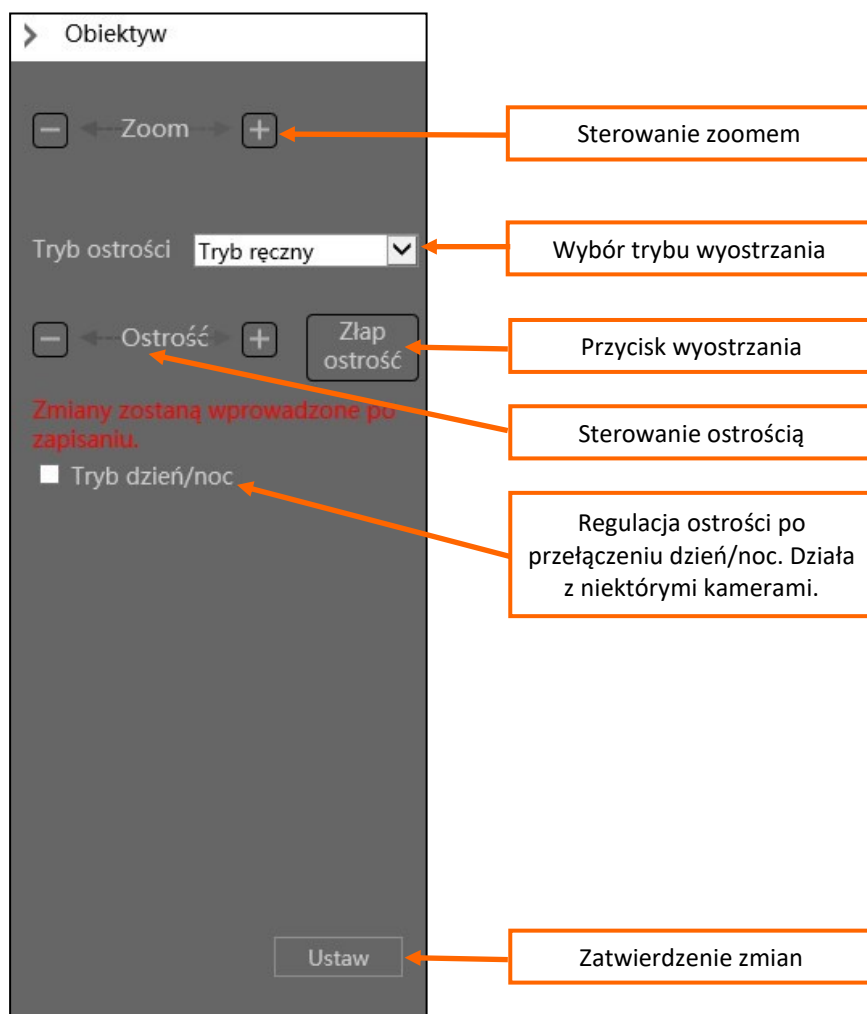 Obiektyw
Zoom
Sterowanie zoomem
Tryb ostrości
Tryb ręczny
Wybór trybu wyostrzania
Ostrość
Złap
ostrość
Przycisk wyostrzania
Zmiany zostaną wprowadzone po
zapisaniu.
Sterowanie ostrością
Tryb dzień/noc
Regulacja ostrości po
przełączeniu dzień/noc. Działa
z niektórymi kamerami.
Ustaw
Zatwierdzenie zmian